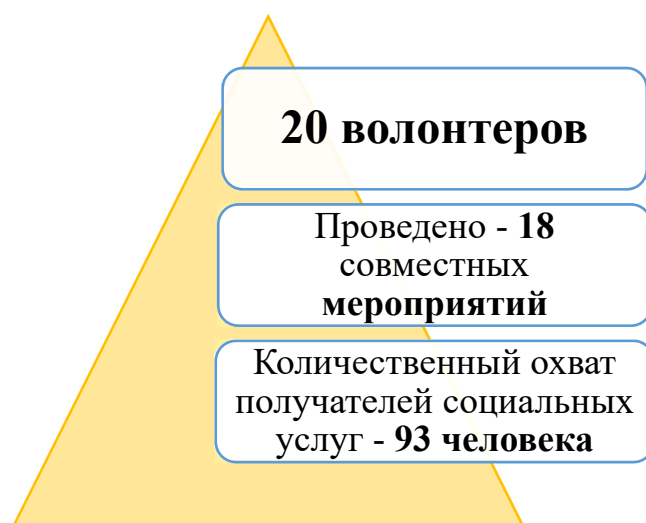 20 волонтеров
Проведено - 18
совместных
мероприятий
Количественный охват
получателей социальных
услуг - 93 человека